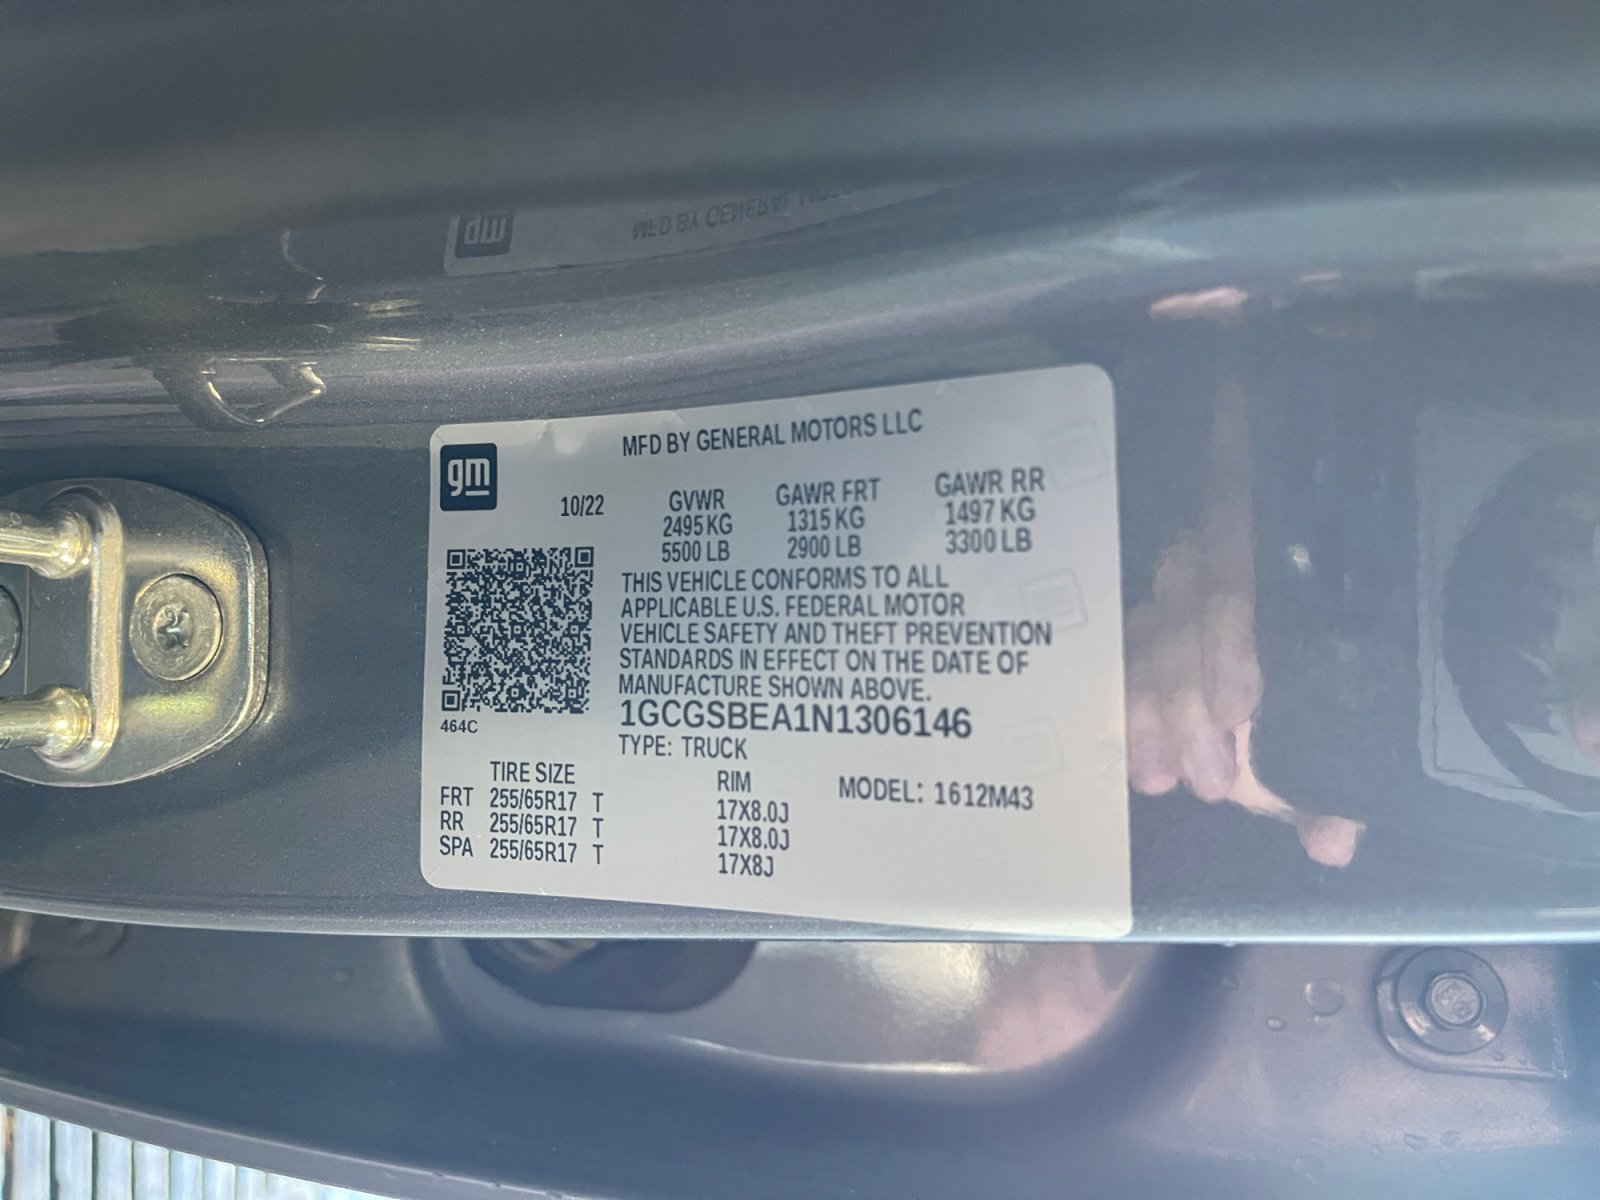 gm
MFD BY GENERAL MOTORS LLC
10/22 GVWR GAWR FRT GAWR RR
2495 KG 1315 KG 1497 KG
5500 LB 2900 LB 3300 LB
THIS VEHICLE CONFORMS TO ALL
APPLICABLE U.S. FEDERAL MOTOR
VEHICLE SAFETY AND THEFT PREVENTION
STANDARDS IN EFFECT ON THE DATE OF
MANUFACTURE SHOWN ABOVE.
464C 1GCGSBEA1N1306146
TYPE: TRUCK
TIRE SIZE RIM MODEL: 1612M43
FRT 255/65R17 T 17X8.0J
RR 255/65R17 T 17X8.0J
SPA 255/65R17 T 17X8J